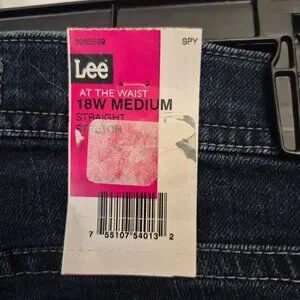 3085569 SPY
Lee
AT THE WAIST
18W MEDIUM
STRAIGHT
7 55107 54013 2